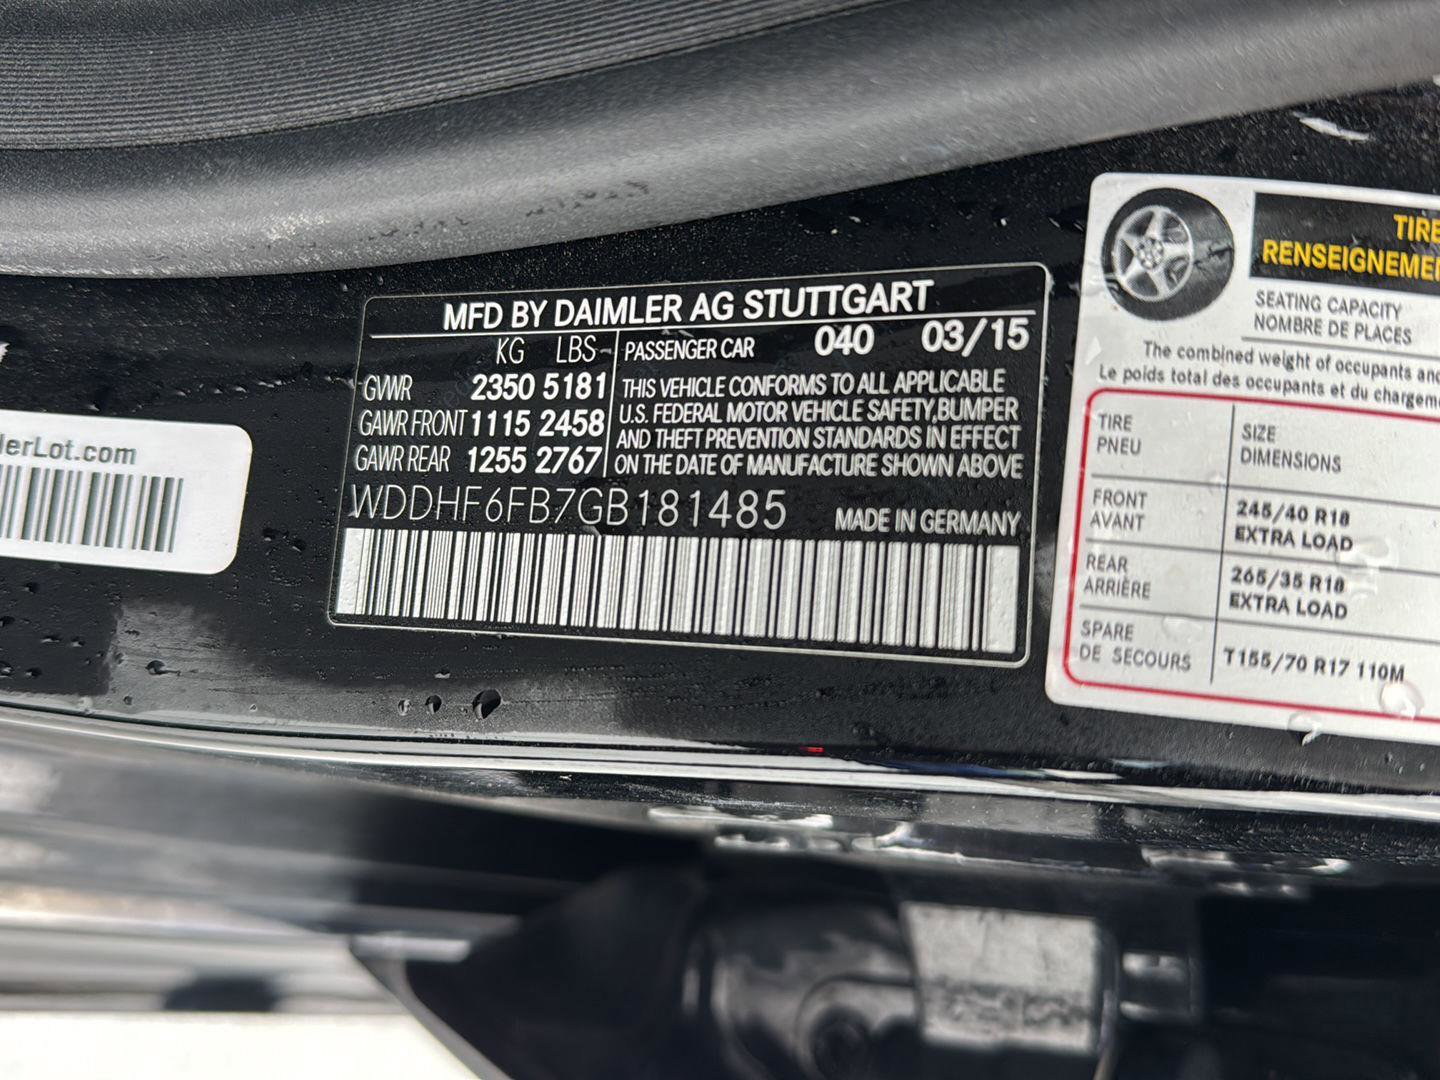 MFD BY DAIMLER AG STUTTGART
KG LBS
PASSENGER CAR 040 03/15
GVWR 2350 5181
GAWR FRONT 1115 2458
GAWR REAR 1255 2767
THIS VEHICLE CONFORMS TO ALL APPLICABLE
U.S. FEDERAL MOTOR VEHICLE SAFETY,BUMPER
AND THEFT PREVENTION STANDARDS IN EFFECT
ON THE DATE OF MANUFACTURE SHOWN ABOVE
WDDHF6FB7GB181485
MADE IN GERMANY
lerLot.com
TIRE
RENSEIGNEME
SEATING CAPACITY
NOMBRE DE PLACES
The combined weight of occupants and
Le poids total des occupants et du chargeme
TIRE
PNEU
SIZE
DIMENSIONS
FRONT
AVANT
245/40 R18
EXTRA LOAD
REAR
ARRIÈRE
265/35 R18
EXTRA LOAD
SPARE
DE SECOURS
T155/70 R17 110M